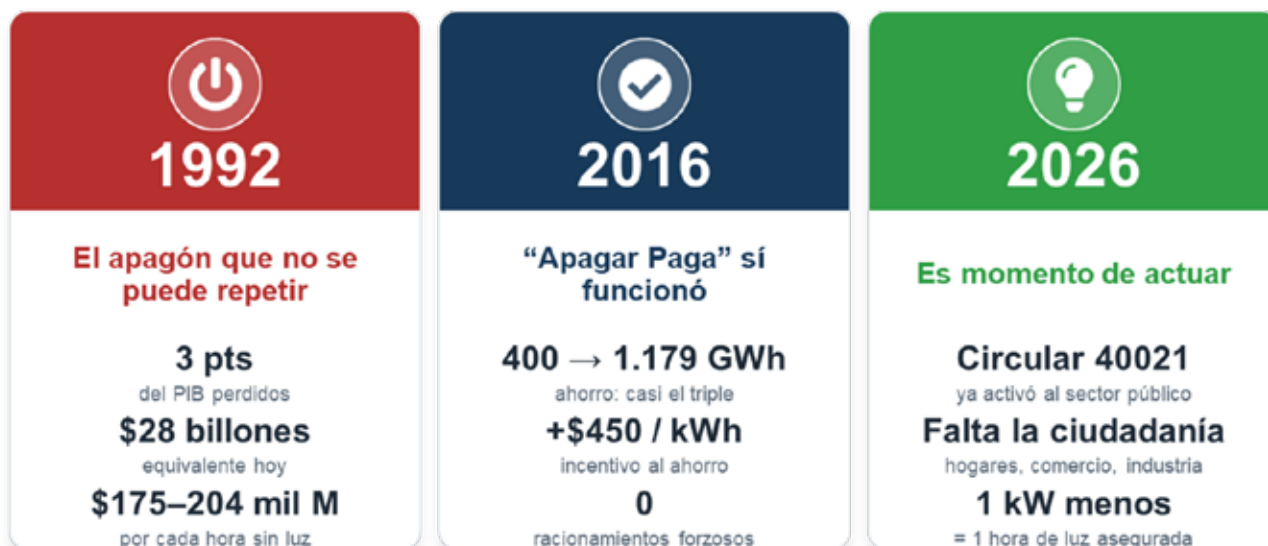 1992
El apagón que no se
puede repetir
3 pts
del PIB perdidos
$28 billones
equivalente hoy
$175–204 mil M
por cada hora sin luz
2016
“Apagar Paga” sí
funcionó
400 → 1.179 GWh
ahorro: casi el triple
+$450 / kWh
incentivo al ahorro
0
racionamientos forzosos
2026
Es momento de actuar
Circular 40021
ya activó al sector público
Falta la ciudadanía
hogares, comercio, industria
1 kW menos
= 1 hora de luz asegurada